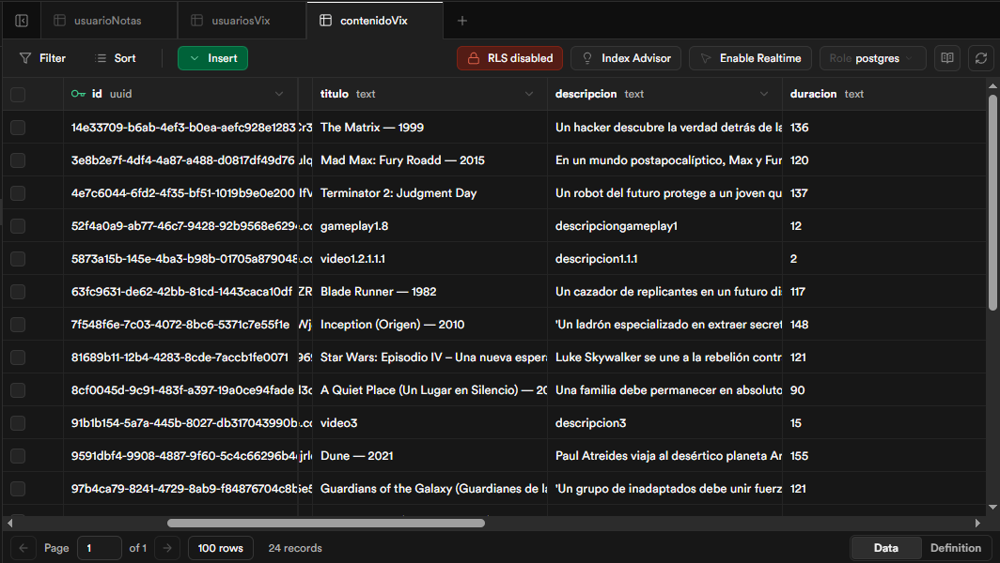 usuarioNotas usuariosVix contenidoVix
Filter Sort Insert RLS disabled Index Advisor Enable Realtime Role postgres
id uuid titulo text descripcion text duracion text
14e33709-b6ab-4ef3-b0ea-aefc928e1283 The Matrix — 1999 Un hacker descubre la verdad detrás de la 136
3e8b2e7f-4df4-4a87-a488-d0817df49d76 Mad Max: Fury Roadd — 2015 En un mundo postapocalíptico, Max y Fur 120
4e7c6044-6fd2-4f35-bf51-1019b9e0e200 Terminator 2: Judgment Day Un robot del futuro protege a un joven qu 137
52f4a0a9-ab77-46c7-9428-92b9568e629 gameplay1.8 descripciongameplay1 12
5873a15b-145e-4ba3-b98b-01705a879048 video1.2.1.1.1 descripcion1.1.1 2
63fc9631-de62-42bb-81cd-1443caca10df ZR Blade Runner — 1982 Un cazador de replicantes en un futuro di 117
7f548f6e-7c03-4072-8bc6-5371c7e55f1e Inception (Origen) — 2010 'Un ladrón especializado en extraer secret 148
81689b11-12b4-4283-8cde-7accb1fe0071 Star Wars: Episodio IV – Una nueva espera Luke Skywalker se une a la rebelión contr 121
8cf0045d-9c91-483f-a397-19a0ce94fade A Quiet Place (Un Lugar en Silencio) — 20 Una familia debe permanecer en absoluto 90
91b1b154-5a7a-445b-8027-db317043990b video3 descripcion3 15
9591dbf4-9908-4887-9f60-5c4c66296b4 Dune — 2021 Paul Atreides viaja al desértico planeta Ar 155
97b4ca79-8241-4729-8ab9-f84876704c8b Guardians of the Galaxy (Guardianes de la 'Un grupo de inadaptados debe unir fuerz 121
Page 1 of 1 100 rows 24 records Data Definition